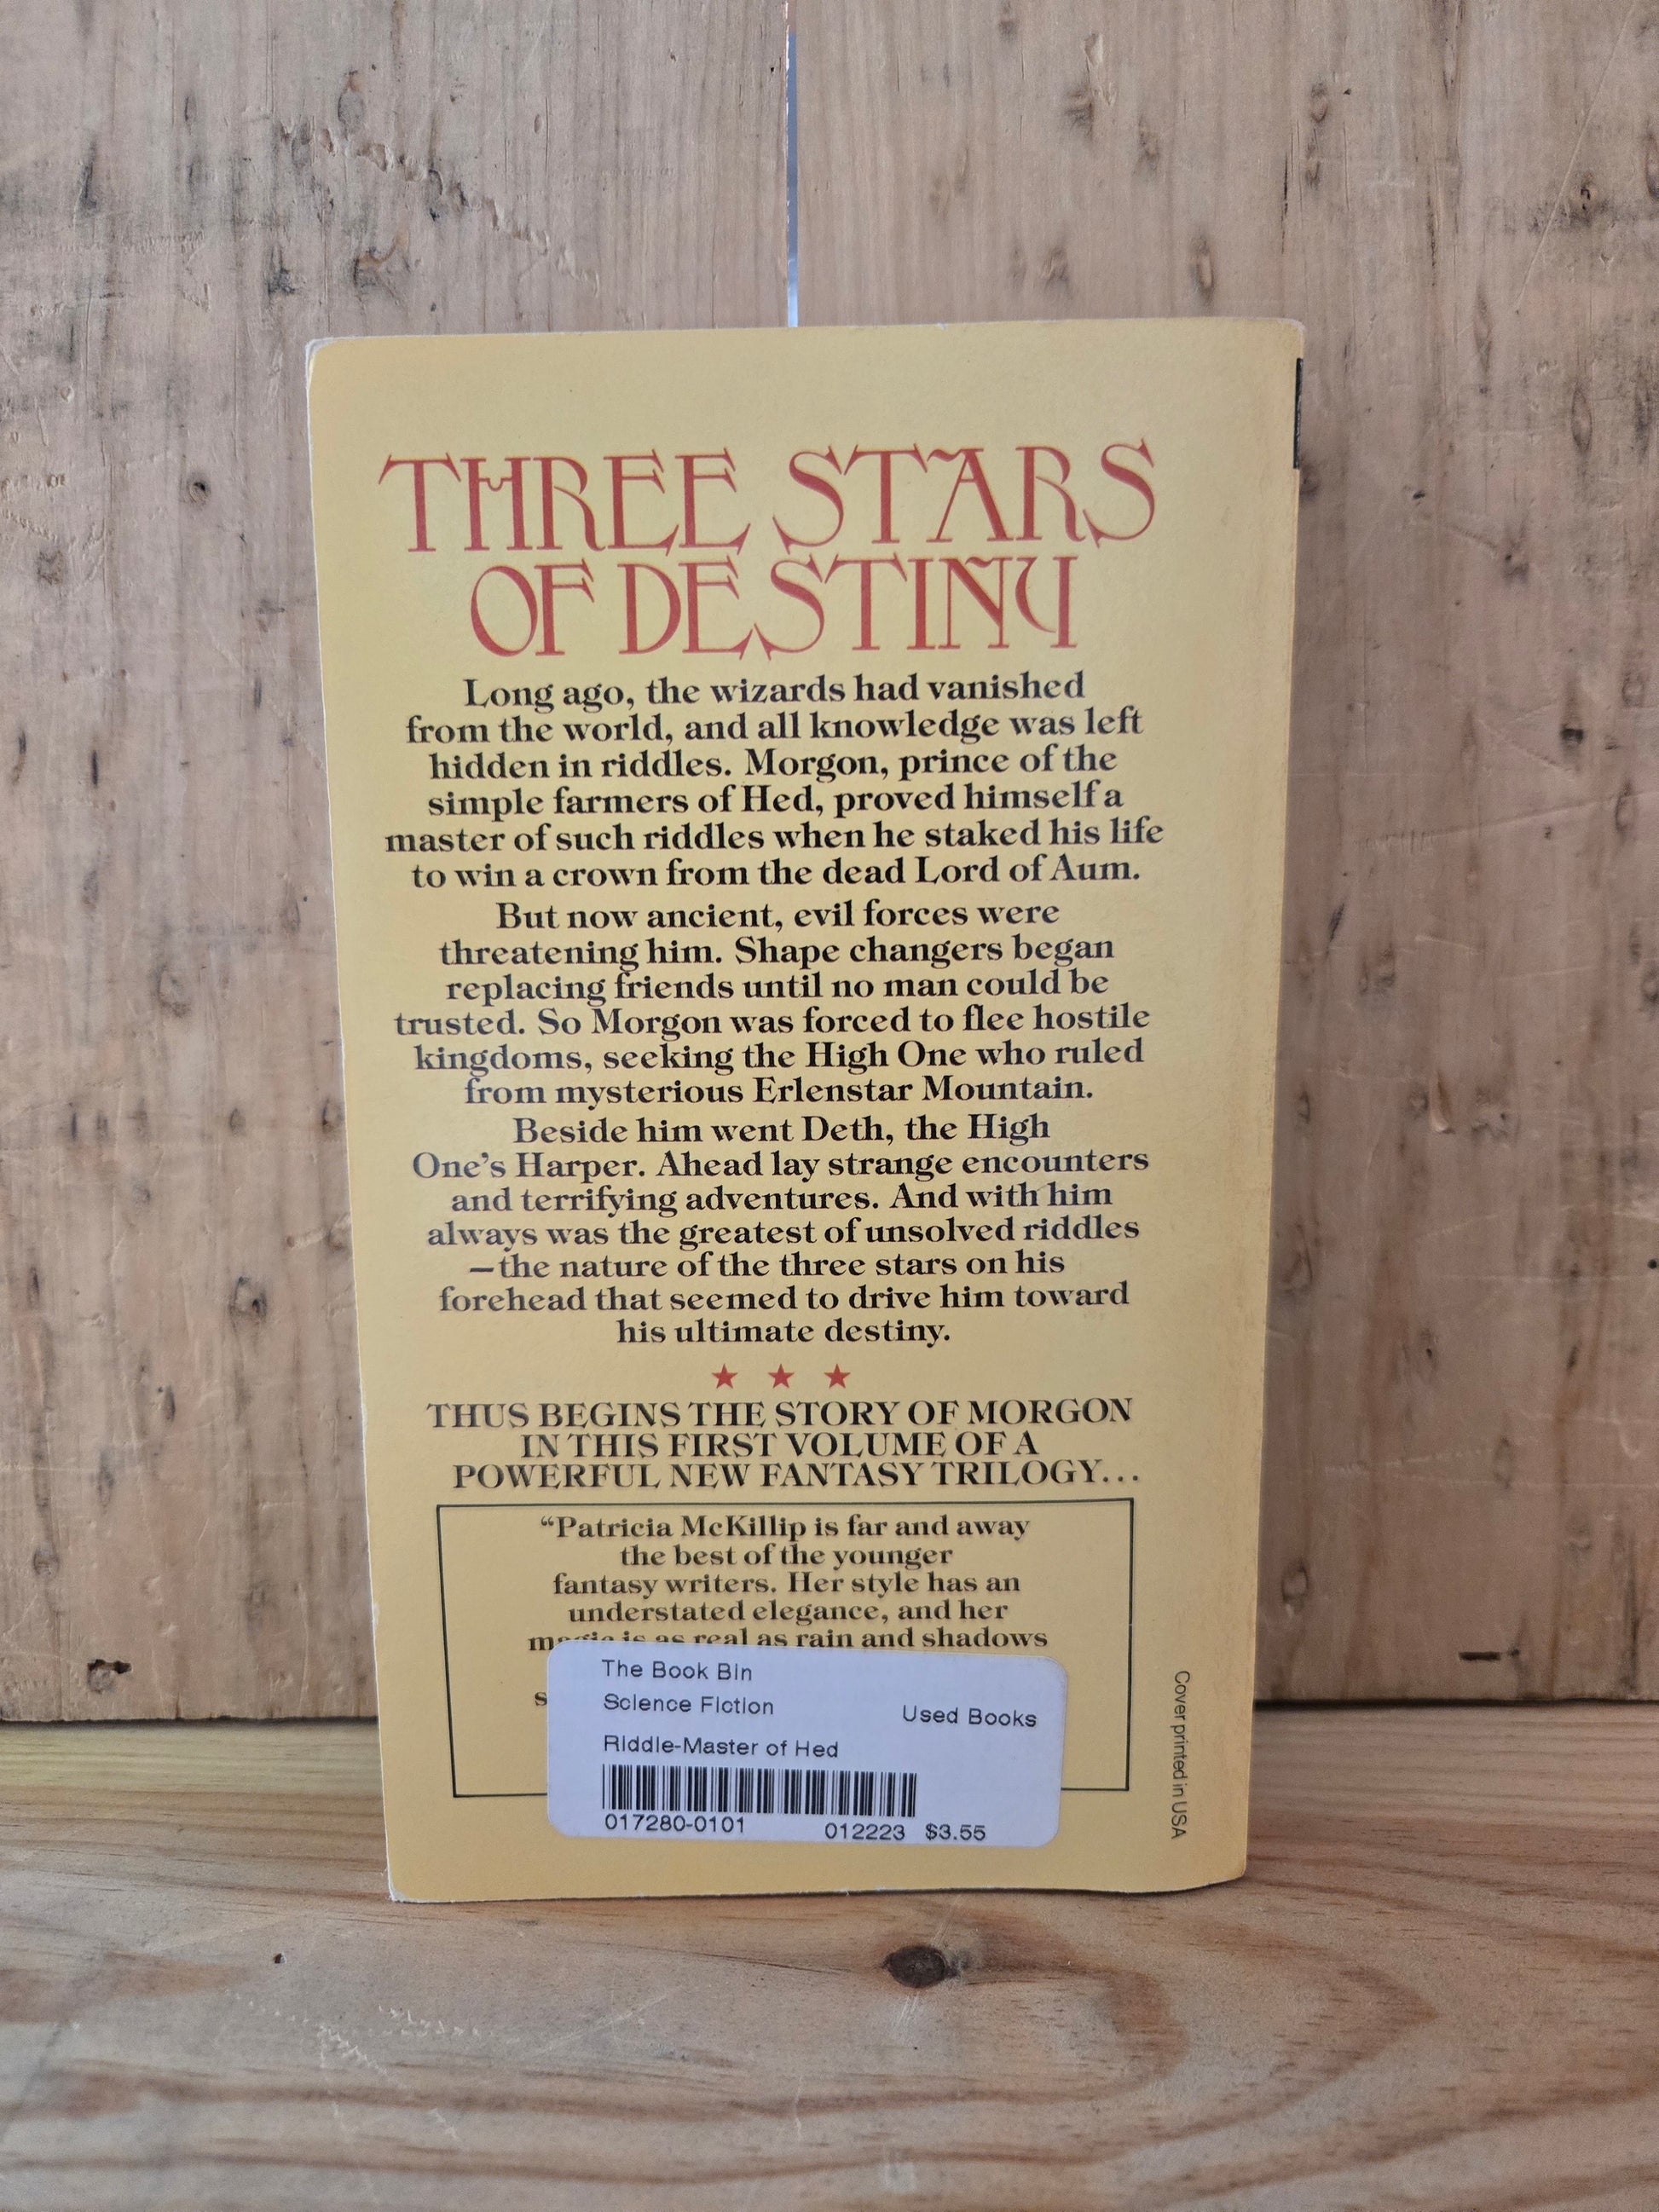 THREE STARS
OF DESTINY
Long ago, the wizards had vanished
from the world, and all knowledge was left
hidden in riddles. Morgon, prince of the
simple farmers of Hed, proved himself a
master of such riddles when he staked his life
to win a crown from the dead Lord of Aum.
But now ancient, evil forces were
threatening him. Shape changers began
replacing friends until no man could be
trusted. So Morgon was forced to flee hostile
kingdoms, seeking the High One who ruled
from mysterious Erlenstar Mountain.
Beside him went Deth, the High
One's Harper. Ahead lay strange encounters
and terrifying adventures. And with him
always was the greatest of unsolved riddles
—the nature of the three stars on his
forehead that seemed to drive him toward
his ultimate destiny.
★ ★ ★
THUS BEGINS THE STORY OF MORGON
IN THIS FIRST VOLUME OF A
POWERFUL NEW FANTASY TRILOGY...
“Patricia McKillip is far and away
the best of the younger
fantasy writers. Her style has an
understated elegance, and her
magic is as real as rain and shadows
The Book Bin
Science Fiction
Used Books
Riddle-Master of Hed
017280-0101 012223 $3.55
Cover printed in USA